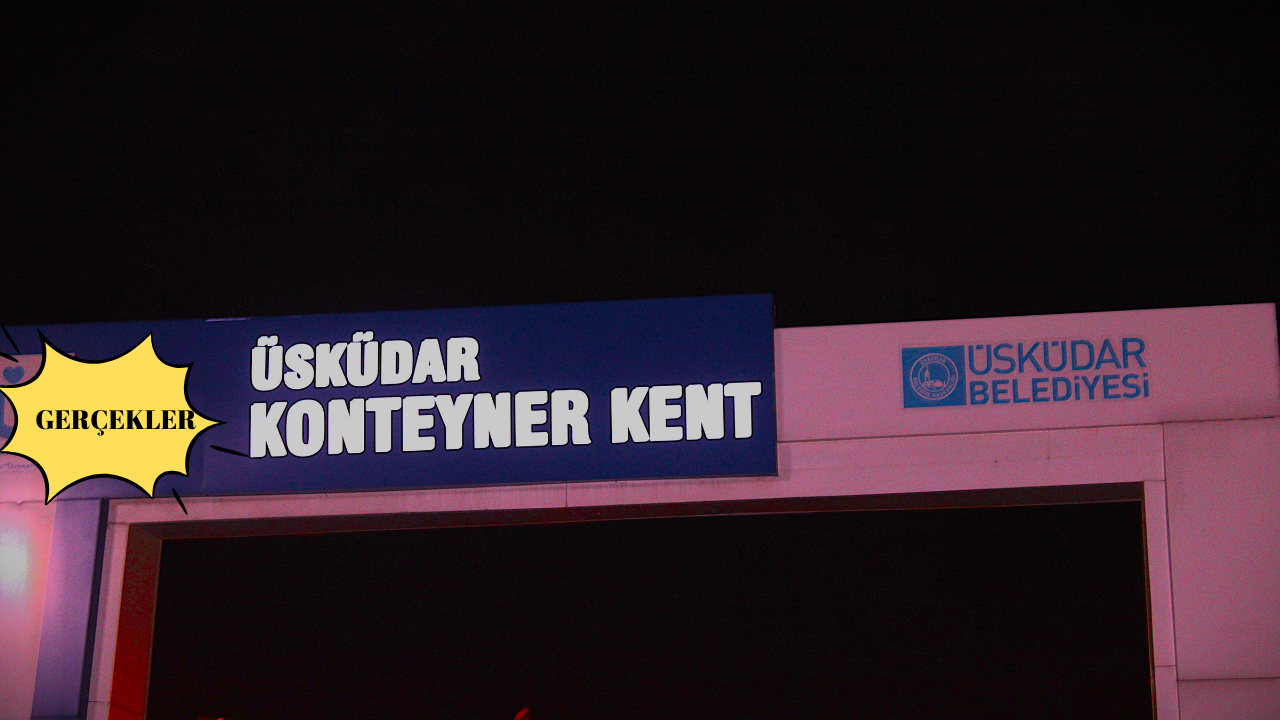 GERÇEKLER
ÜSKÜDAR
KONTEYNER KENT
ÜSKÜDAR
BELEDİYESİ